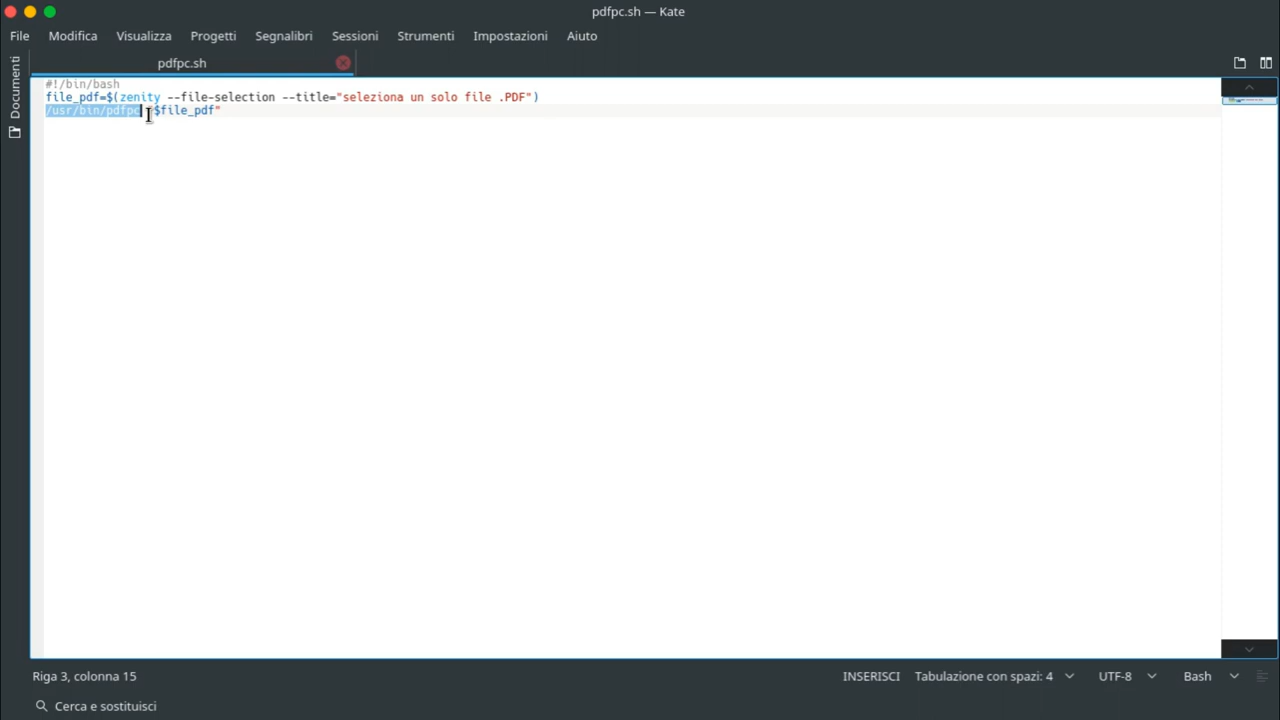 pdfpc.sh — Kate
File Modifica Visualizza Progetti Segnalibri Sessioni Strumenti Impostazioni Aiuto
Documenti
pdfpc.sh
#!/bin/bash
file_pdf=$(zenity --file-selection --title="seleziona un solo file .PDF")
/usr/bin/pdfpc "$file_pdf"
Riga 3, colonna 15 INSERISCI Tabulazione con spazi: 4 UTF-8 Bash
Cerca e sostituisci